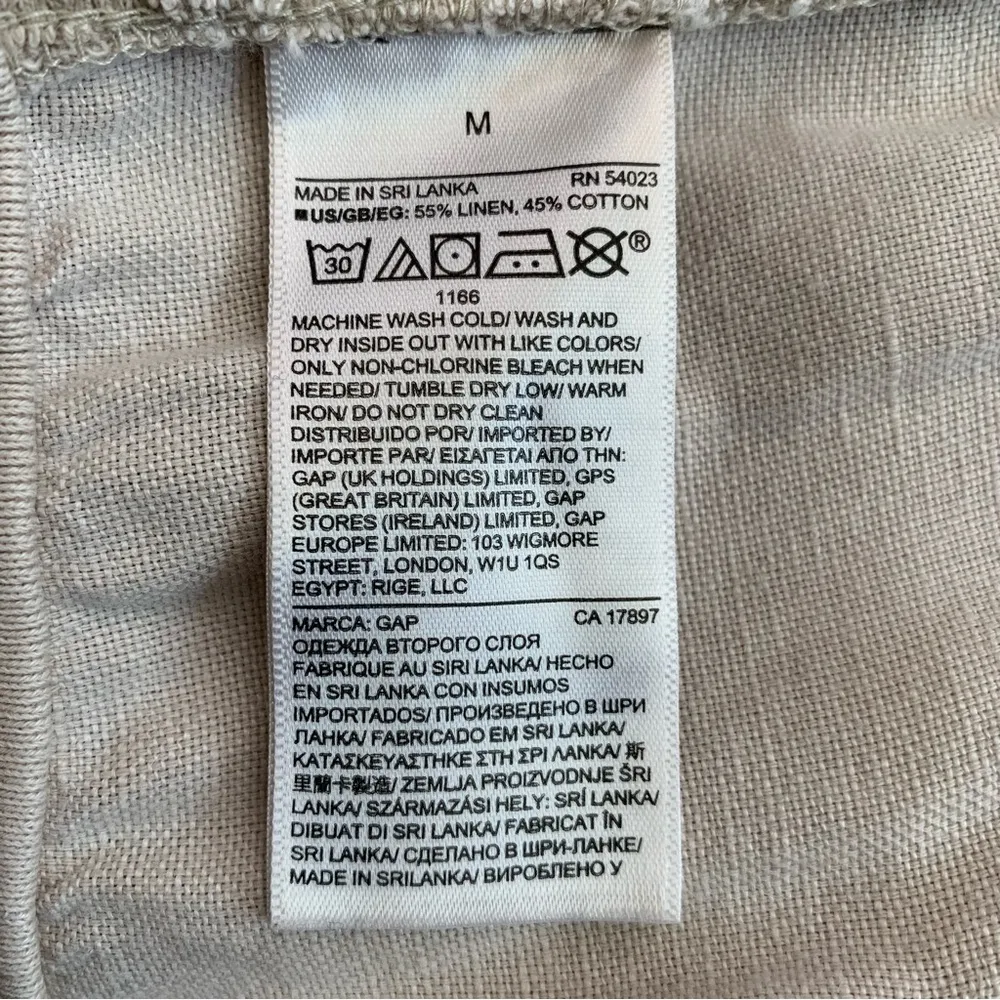 M
MADE IN SRI LANKA RN 54023
■US/GB/EG: 55% LINEN, 45% COTTON
30 ®
1166
MACHINE WASH COLD/ WASH AND
DRY INSIDE OUT WITH LIKE COLORS/
ONLY NON-CHLORINE BLEACH WHEN
NEEDED/ TUMBLE DRY LOW/ WARM
IRON/ DO NOT DRY CLEAN
DISTRIBUIDO POR/ IMPORTED BY/
IMPORTE PAR/ ΕΙΣΑΓΕΤΑΙ ΑΠΟ ΤΗΝ:
GAP (UK HOLDINGS) LIMITED, GPS
(GREAT BRITAIN) LIMITED, GAP
STORES (IRELAND) LIMITED, GAP
EUROPE LIMITED: 103 WIGMORE
STREET, LONDON, W1U 1QS
EGYPT: RIGE, LLC
MARCA: GAP CA 17897
ОДЕЖДА ВТОРОГО СЛОЯ
FABRIQUE AU SIRI LANKA/ HECHO
EN SRI LANKA CON INSUMOS
IMPORTADOS/ ПРОИЗВЕДЕНО В ШРИ
ЛАНКА/ FABRICADO EM SRI LANKA/
ΚΑΤΑΣΚΕΥΑΣΤΗΚΕ ΣΤΗ ΣΡΙ ΛΑΝΚΑ/ 斯
里蘭卡製造/ ZEMLJA PROIZVODNJE ŠRI
LANKA/ SZÁRMAZÁSI HELY: SRÍ LANKA/
DIBUAT DI SRI LANKA/ FABRICAT ÎN
SRI LANKA/ СДЕЛАНО В ШРИ-ЛАНКЕ/
MADE IN SRILANKA/ ВИРОБЛЕНО У